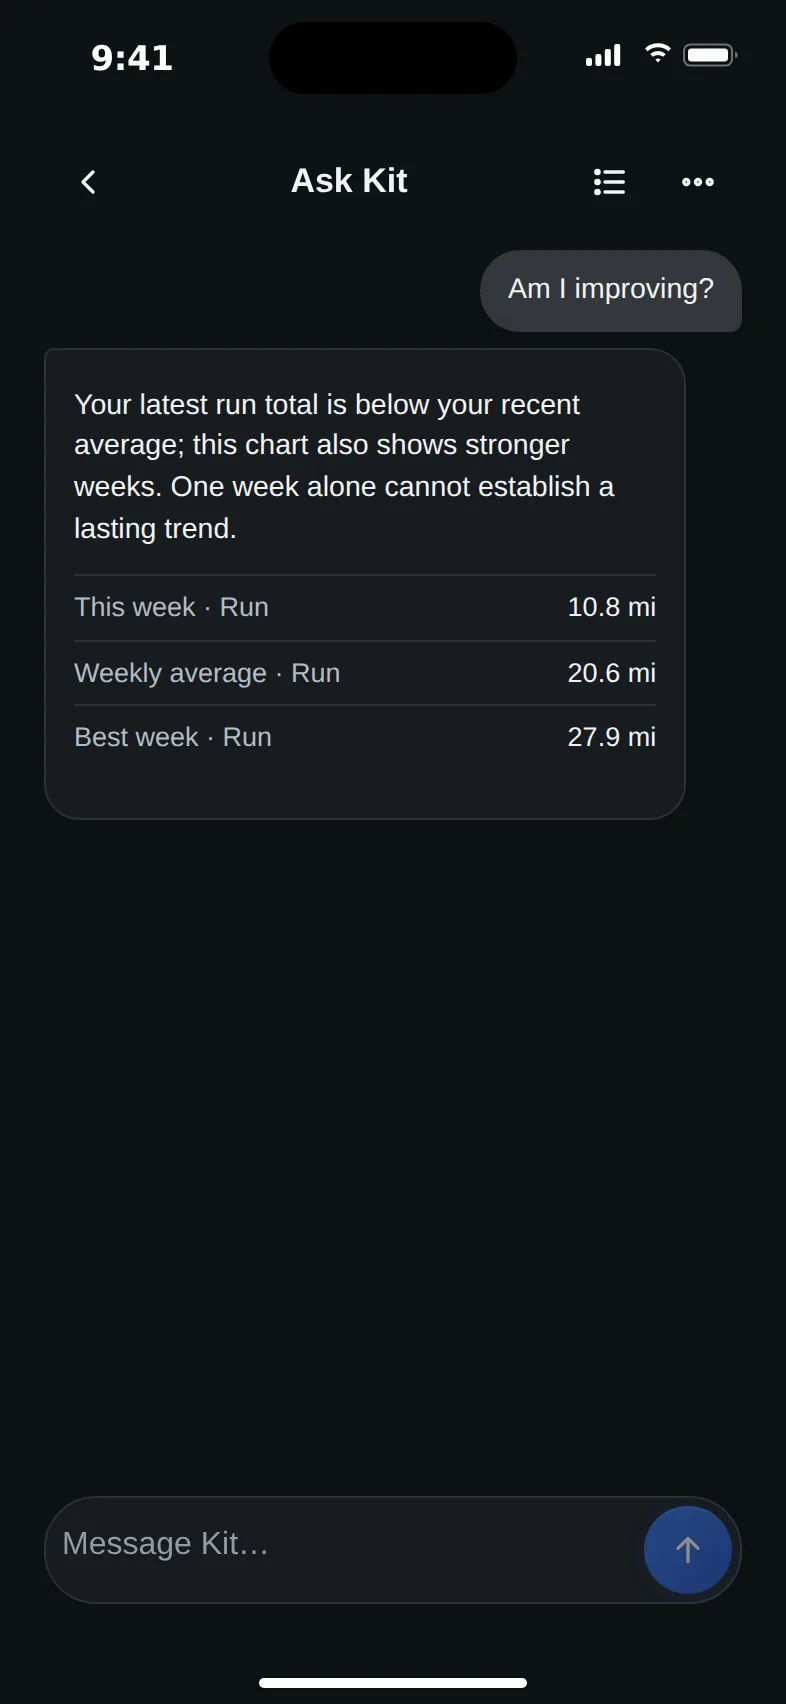 9:41
Ask Kit
Am I improving?
Your latest run total is below your recent
average; this chart also shows stronger
weeks. One week alone cannot establish a
lasting trend.
This week · Run 10.8 mi
Weekly average · Run 20.6 mi
Best week · Run 27.9 mi
Message Kit…